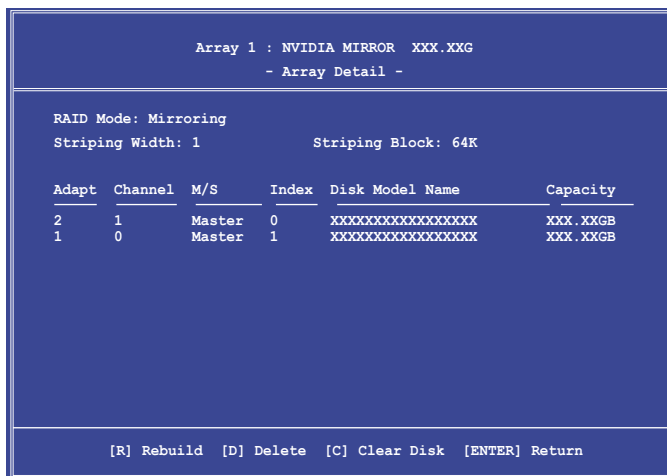 Array 1 : NVIDIA MIRROR XXX.XXG
- Array Detail -
RAID Mode: Mirroring
Striping Width: 1 Striping Block: 64K
Adapt Channel M/S Index Disk Model Name Capacity
2 1 Master 0 XXXXXXXXXXXXXXXXX XXX.XXGB
1 0 Master 1 XXXXXXXXXXXXXXXXX XXX.XXGB
[R] Rebuild [D] Delete [C] Clear Disk [ENTER] Return